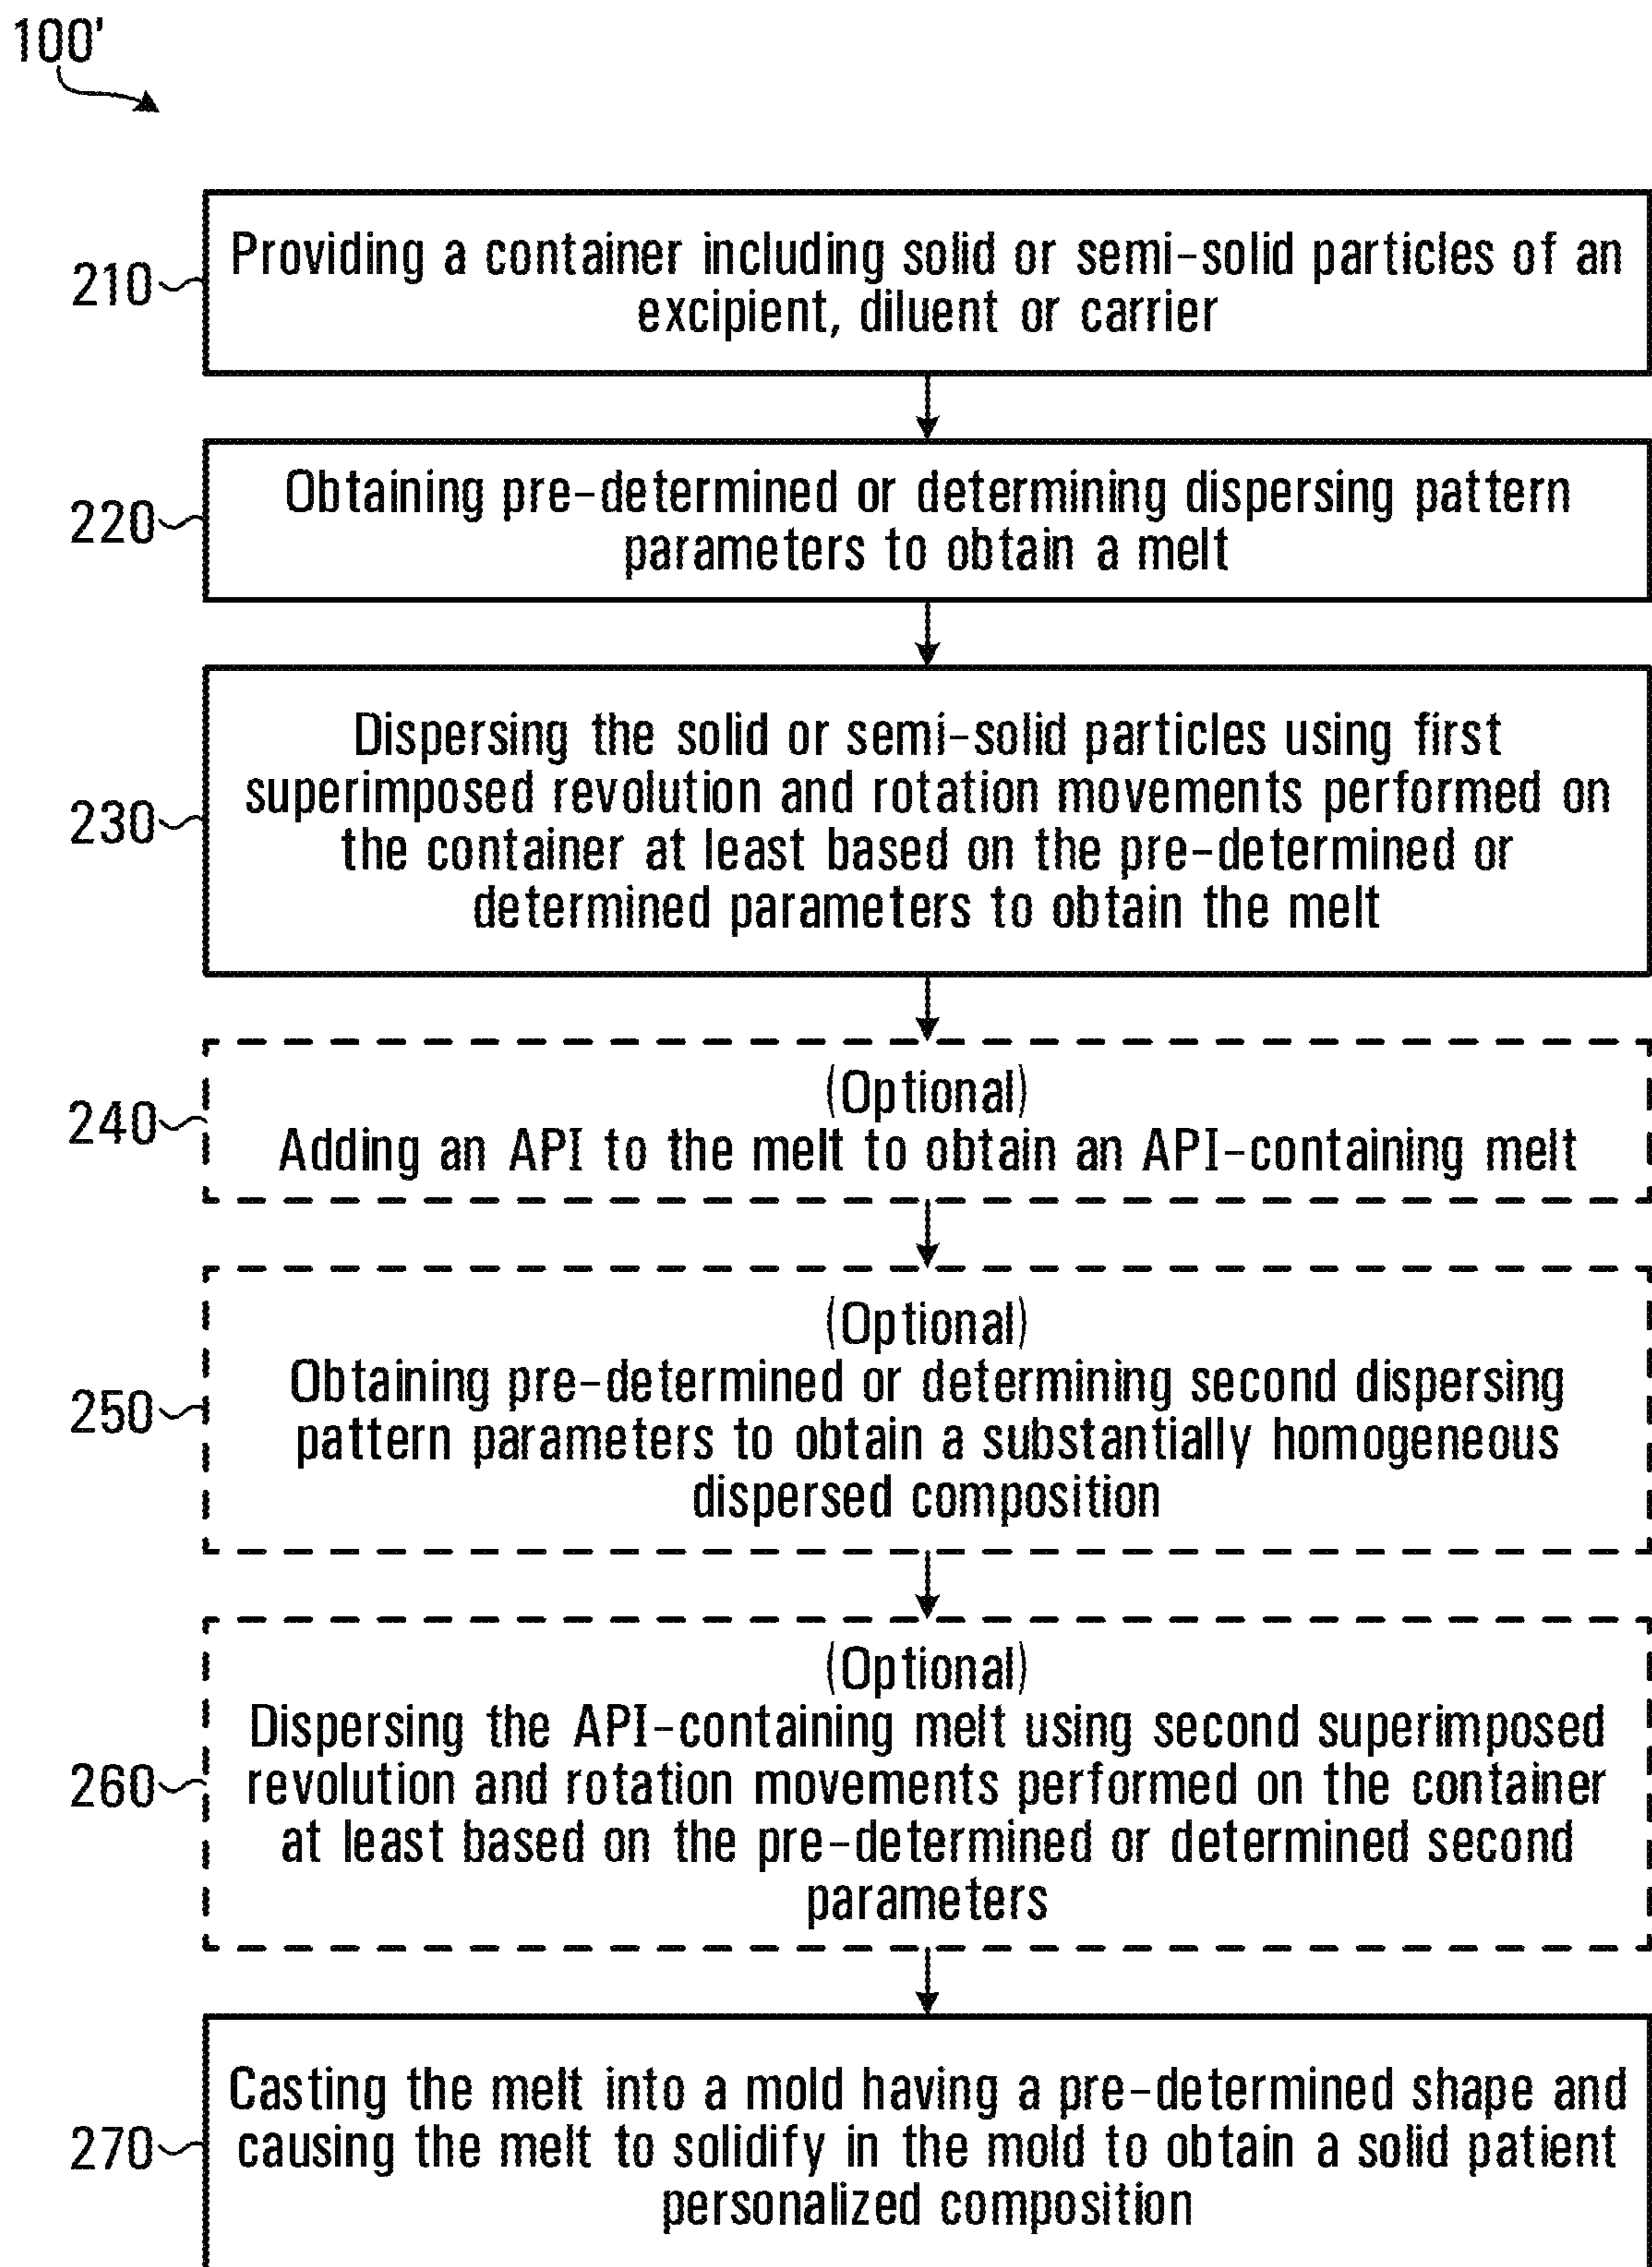 100'
210
Providing a container including solid or semi-solid particles of an
excipient, diluent or carrier
220
Obtaining pre-determined or determining dispersing pattern
parameters to obtain a melt
230
Dispersing the solid or semi-solid particles using first
superimposed revolution and rotation movements performed on
the container at least based on the pre-determined or
determined parameters to obtain the melt
240
(Optional)
Adding an API to the melt to obtain an API-containing melt
250
(Optional)
Obtaining pre-determined or determining second dispersing
pattern parameters to obtain a substantially homogeneous
dispersed composition
260
(Optional)
Dispersing the API-containing melt using second superimposed
revolution and rotation movements performed on the container
at least based on the pre-determined or determined second
parameters
270
Casting the melt into a mold having a pre-determined shape and
causing the melt to solidify in the mold to obtain a solid patient
personalized composition